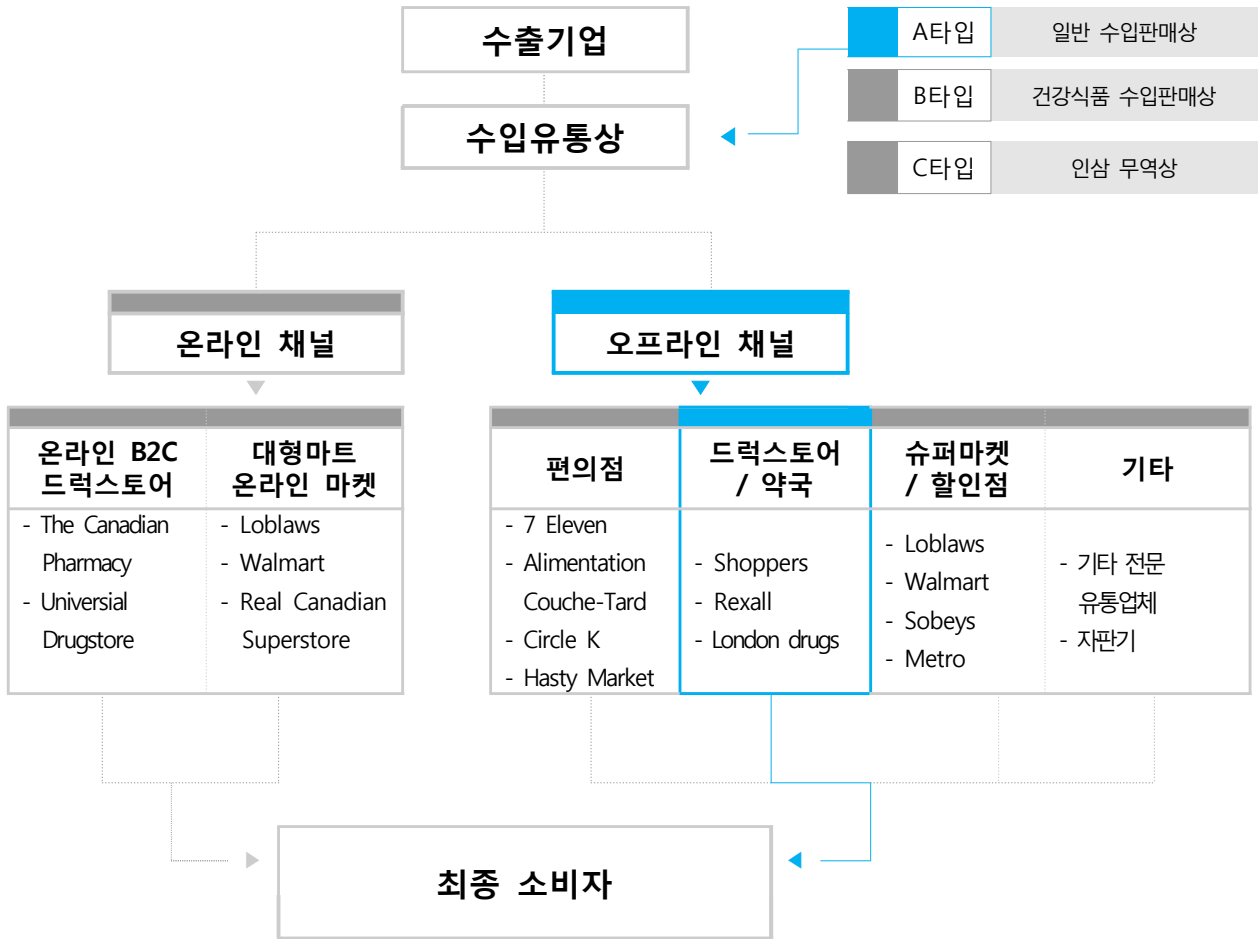 수출기업
수입유통상
A타입 일반 수입판매상
B타입 건강식품 수입판매상
C타입 인삼 무역상
온라인 채널
오프라인 채널
온라인 B2C
드럭스토어
- The Canadian
Pharmacy
- Universial
Drugstore
대형마트
온라인 마켓
- Loblaws
- Walmart
- Real Canadian
Superstore
편의점
- 7 Eleven
- Alimentation
Couche-Tard
- Circle K
- Hasty Market
드럭스토어
/ 약국
- Shoppers
- Rexall
- London drugs
슈퍼마켓
/ 할인점
- Loblaws
- Walmart
- Sobeys
- Metro
기타
- 기타 전문
유통업체
- 자판기
최종 소비자